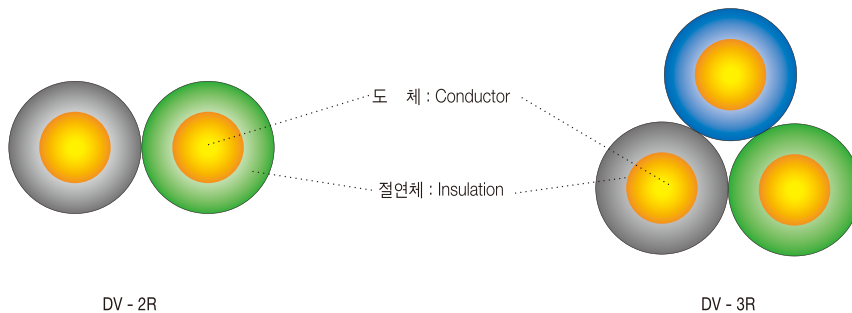 도 체 : Conductor
절연체 : Insulation
DV - 2R
DV - 3R